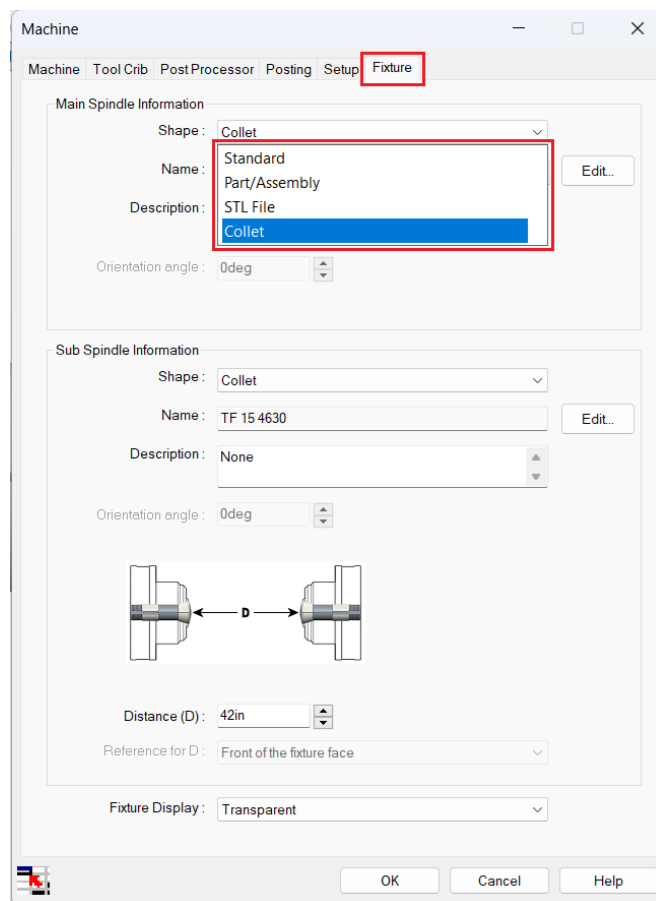 Machine
Machine Tool Crib Post Processor Posting Setup Fixture
Main Spindle Information
Shape : Collet
Standard
Name : Edit...
Part/Assembly
Description : STL File
Collet
Orientation angle : 0deg
Sub Spindle Information
Shape : Collet
Name : TF 15 4630 Edit...
Description : None
Orientation angle : 0deg
D
Distance (D) : 42in
Reference for D : Front of the fixture face
Fixture Display : Transparent
OK Cancel Help